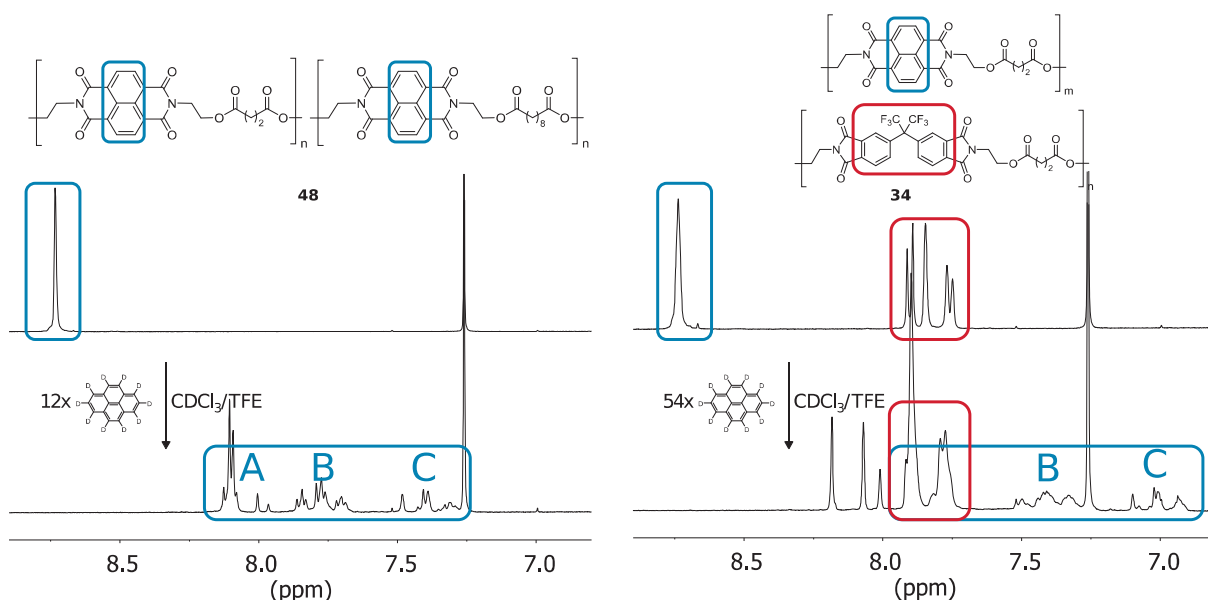 O O O O
N N O O
O O 2 O n
O O O O
N N O O
O O 8 O n
48
12x
D D D D D D D D D D
CDCl3/TFE
A
B
C
8.5 8.0 7.5 7.0
(ppm)
O O O O
N N O O
O O 2 m
F3C CF3
O O O O
N N O O
O O 2 n
34
54x
D D D D D D D D D D
CDCl3/TFE
B
C
8.5 8.0 7.5 7.0
(ppm)